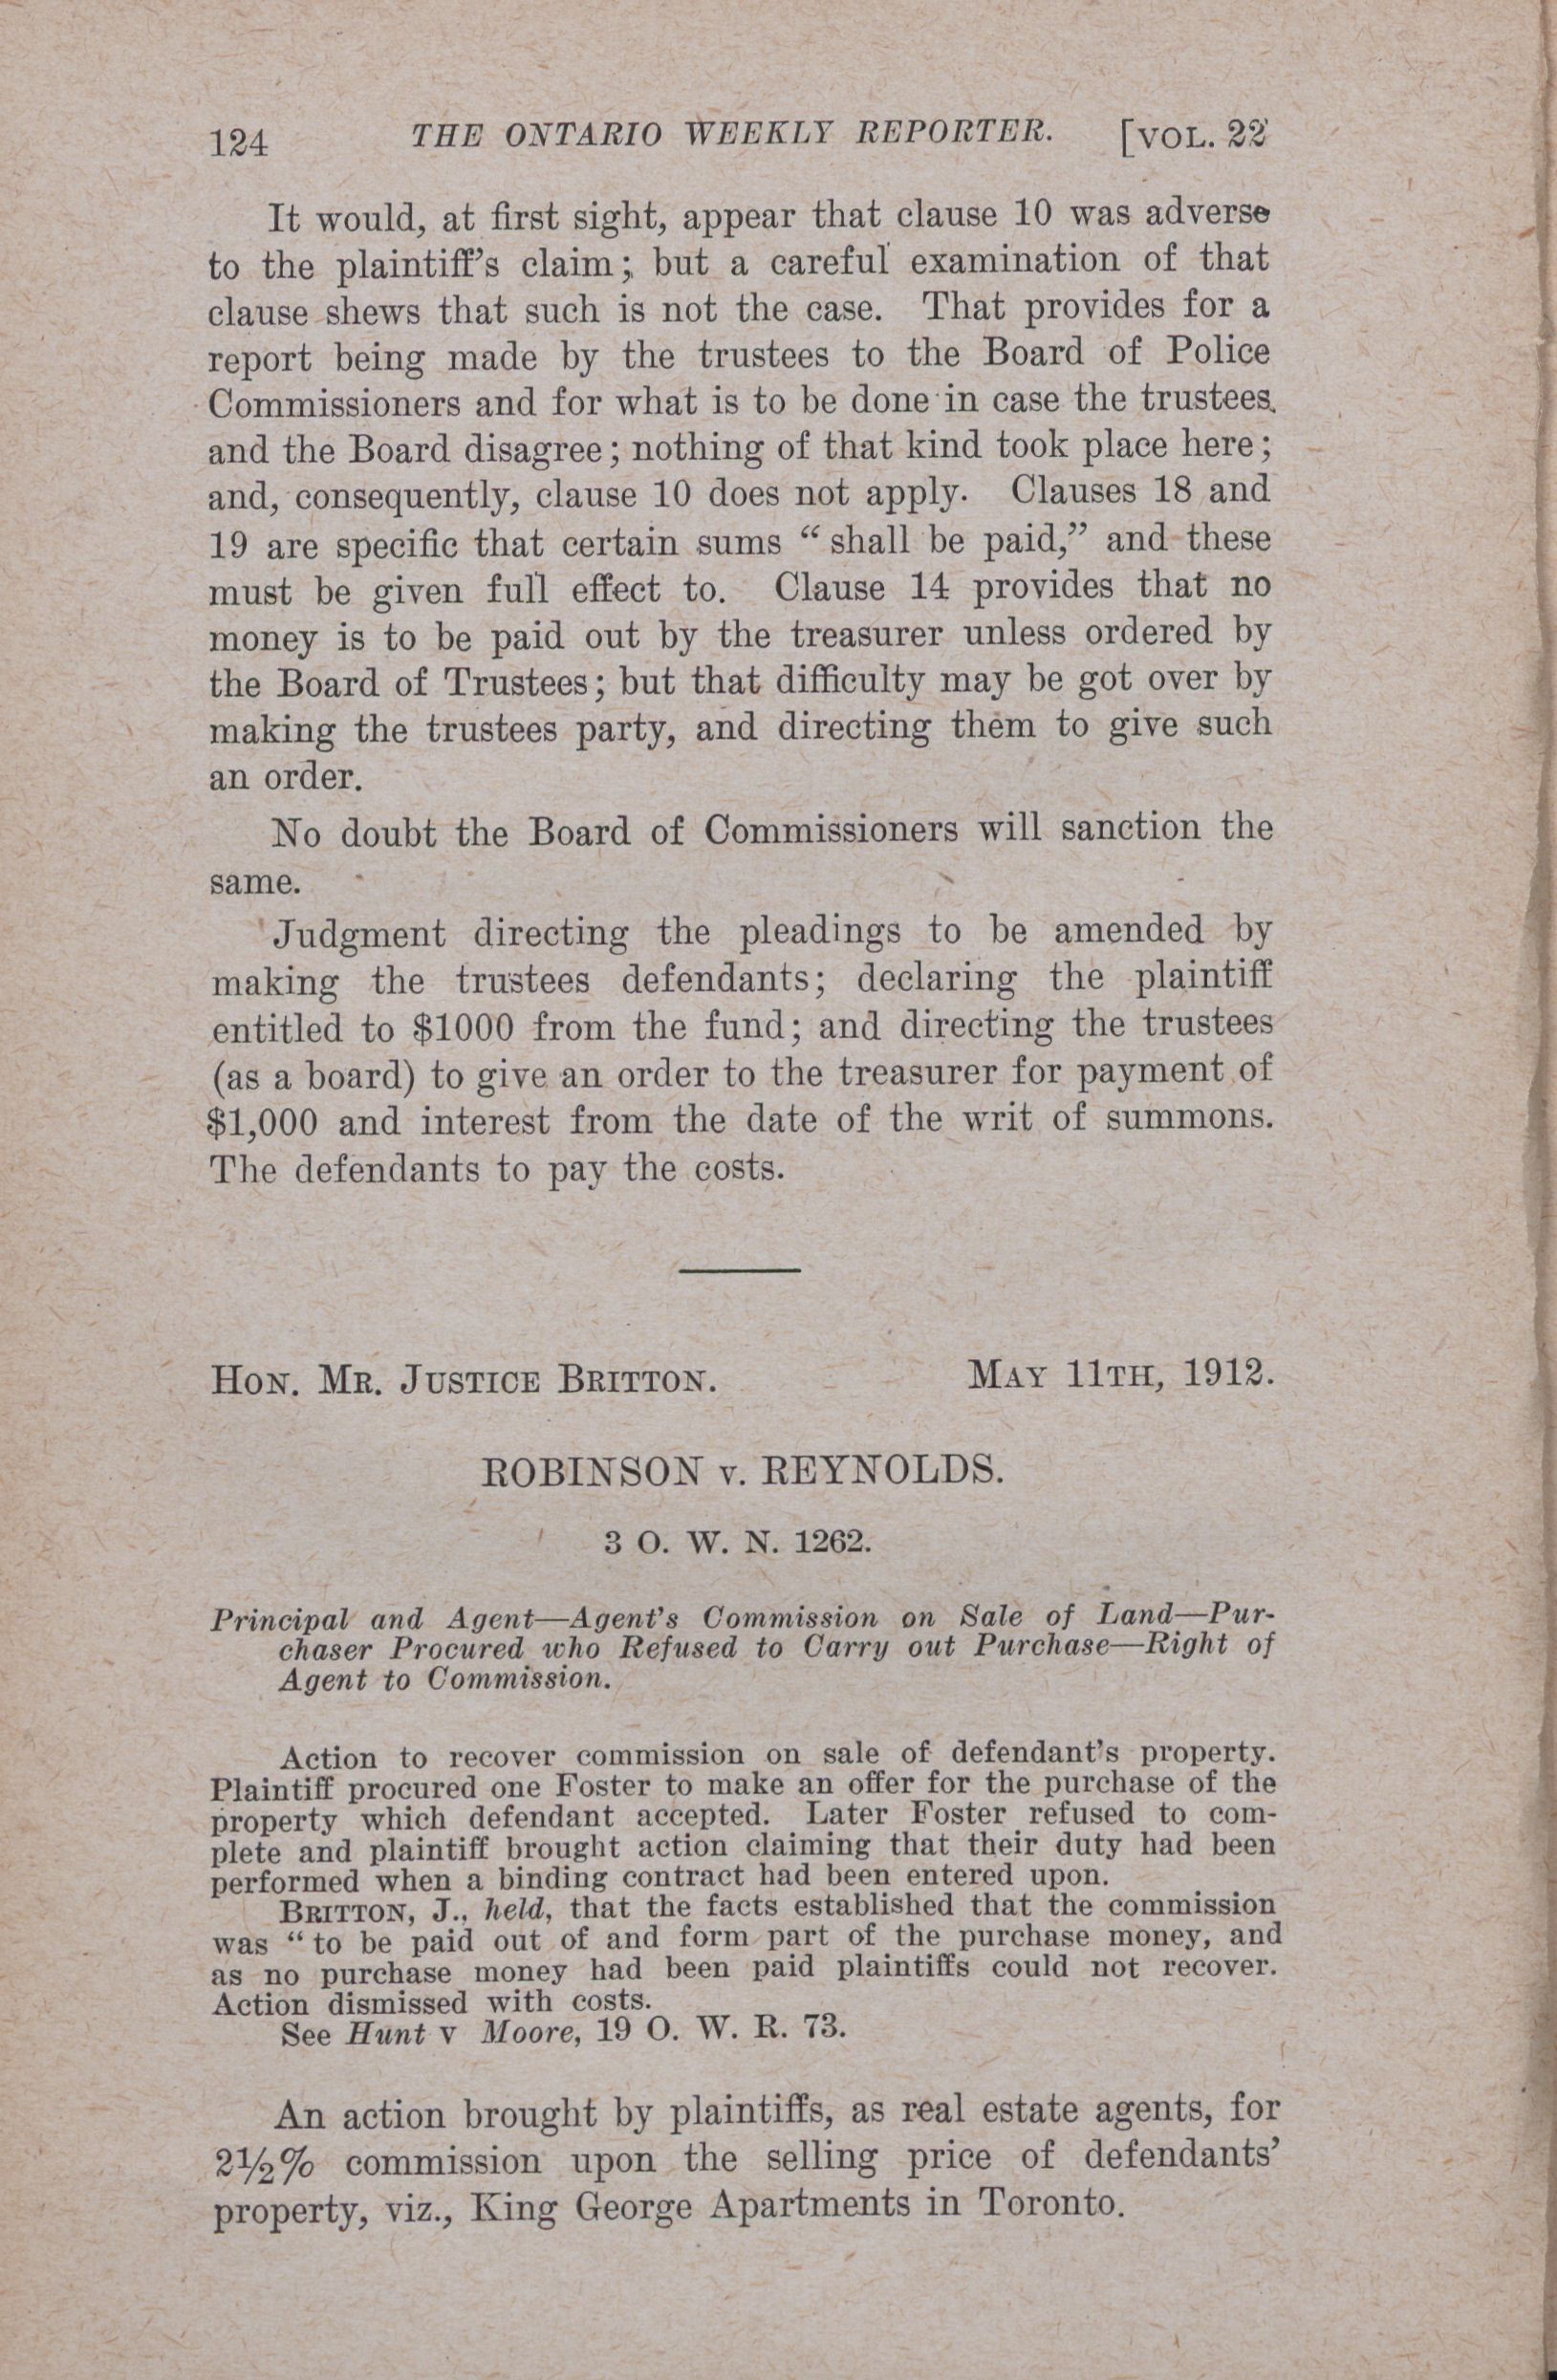 124 THE ONTARIO WEEKLY REPORTER. [VOL. 22
It would, at first sight, appear that clause 10 was adverse
to the plaintiff's claim; but a careful examination of that
clause shews that such is not the case. That provides for a
report being made by the trustees to the Board of Police
Commissioners and for what is to be done in case the trustees
and the Board disagree; nothing of that kind took place here;
and, consequently, clause 10 does not apply. Clauses 18 and
19 are specific that certain sums "shall be paid," and these
must be given full effect to. Clause 14 provides that no
money is to be paid out by the treasurer unless ordered by
the Board of Trustees; but that difficulty may be got over by
making the trustees party, and directing them to give such
an order.
No doubt the Board of Commissioners will sanction the
same.
Judgment directing the pleadings to be amended by
making the trustees defendants; declaring the plaintiff
entitled to $1000 from the fund; and directing the trustees
(as a board) to give an order to the treasurer for payment of
$1,000 and interest from the date of the writ of summons.
The defendants to pay the costs.
HON. MR. JUSTICE BRITTON. MAY 11TH, 1912.
ROBINSON v. REYNOLDS.
3 O. W. N. 1262.
Principal and Agent—Agent's Commission on Sale of Land—Pur-
chaser Procured who Refused to Carry out Purchase—Right of
Agent to Commission.
Action to recover commission on sale of defendant's property.
Plaintiff procured one Foster to make an offer for the purchase of the
property which defendant accepted. Later Foster refused to com-
plete and plaintiff brought action claiming that their duty had been
performed when a binding contract had been entered upon.
BRITTON, J., held, that the facts established that the commission
was "to be paid out of and form part of the purchase money, and
as no purchase money had been paid plaintiffs could not recover.
Action dismissed with costs.
See Hunt v Moore, 19 O. W. R. 73.
An action brought by plaintiffs, as real estate agents, for
2½% commission upon the selling price of defendants'
property, viz., King George Apartments in Toronto.